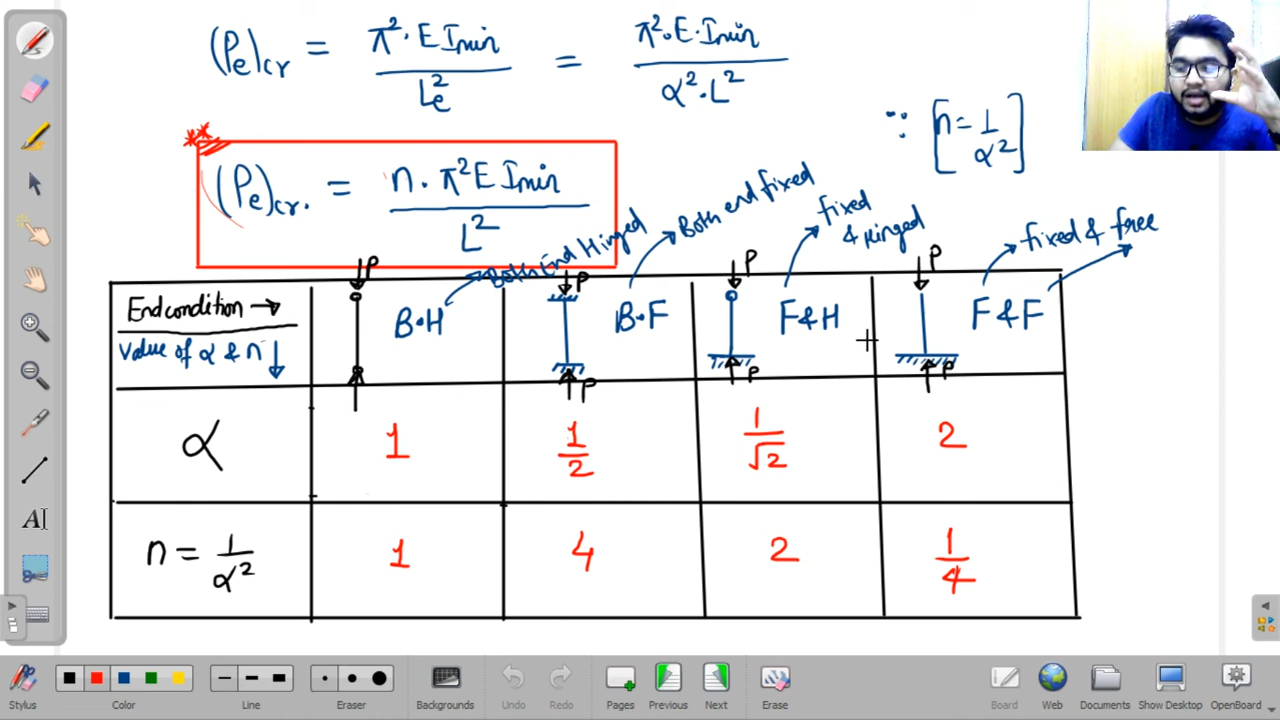 (Pe)cr = π²·EImin / Le² = π²·E·Imin / α²·L²
∵ [n = 1/α²]
**
(Pe)cr. = n·π²EImin / L²
Both End Hinged
Both end fixed
fixed & Hinged
fixed & free
End condition →
Value of α & n ↓
P B·H
P B·F P
P F&H P
P F&F P
α 1 1/2 1/√2 2
n = 1/α² 1 4 2 1/4
Stylus Color Line Eraser Backgrounds Undo Redo Pages Previous Next Erase Board Web Documents Show Desktop OpenBoard
AI